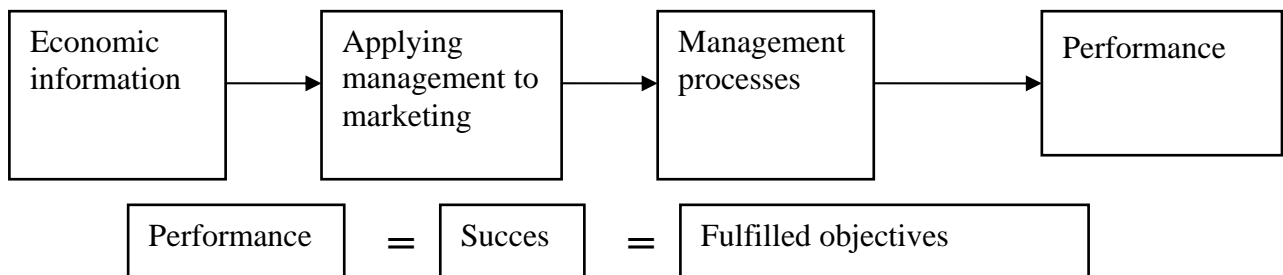 Economic
information
Applying
management to
marketing
Management
processes
Performance
Performance = Succes = Fulfilled objectives